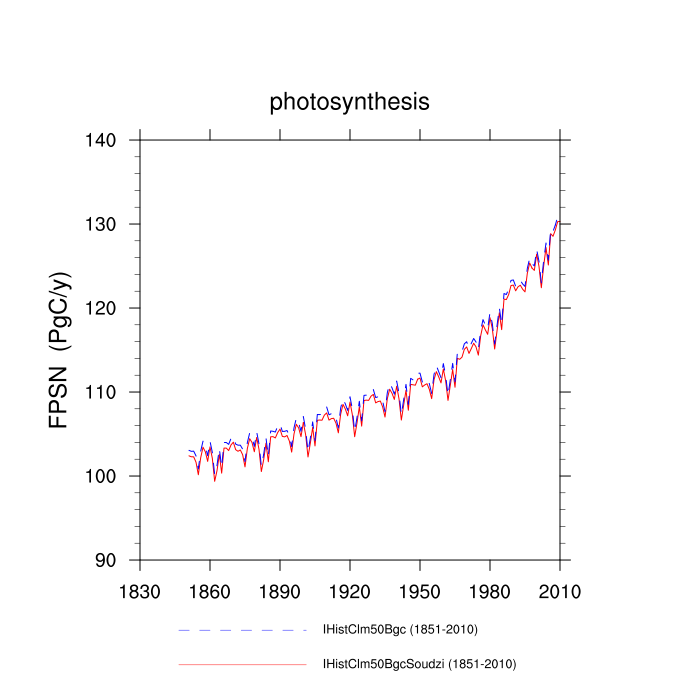 photosynthesis
FPSN (PgC/y)
140
130
120
110
100
90
1830 1860 1890 1920 1950 1980 2010
IHistClm50Bgc (1851-2010)
IHistClm50BgcSoudzi (1851-2010)